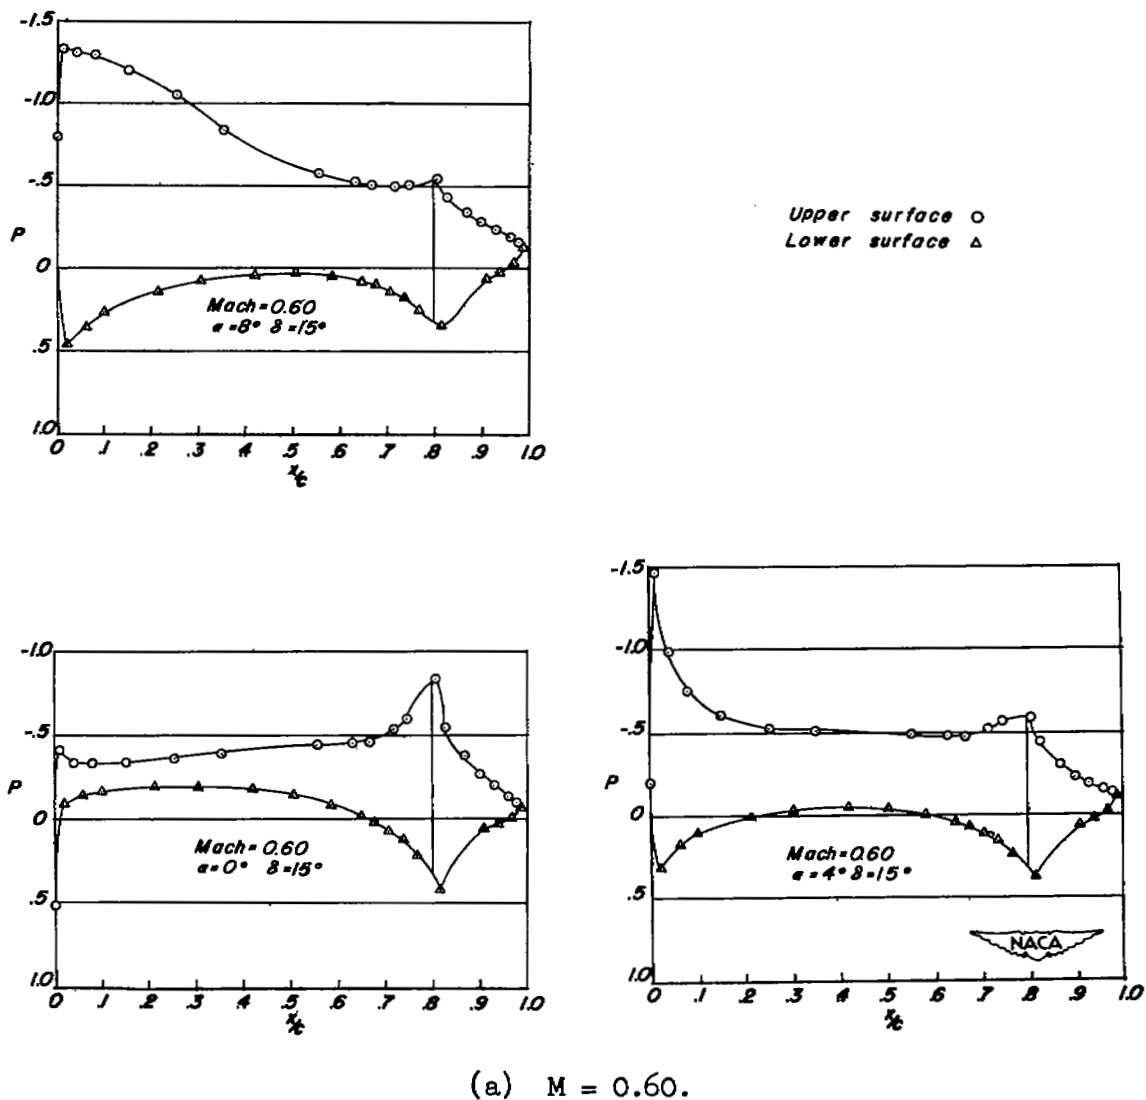 -1.5
-1.0
-.5
P
0
.5
1.0
Mach=0.60
α=8° δ=15°
0 .1 .2 .3 .4 .5 .6 .7 .8 .9 1.0
x/c
Upper surface ○
Lower surface △
-1.0
-.5
P
0
.5
1.0
Mach=0.60
α=0° δ=15°
0 .1 .2 .3 .4 .5 .6 .7 .8 .9 1.0
x/c
-1.5
-1.0
-.5
P
0
.5
1.0
Mach=0.60
α=4° δ=15°
NACA
0 .1 .2 .3 .4 .5 .6 .7 .8 .9 1.0
x/c
(a) M = 0.60.